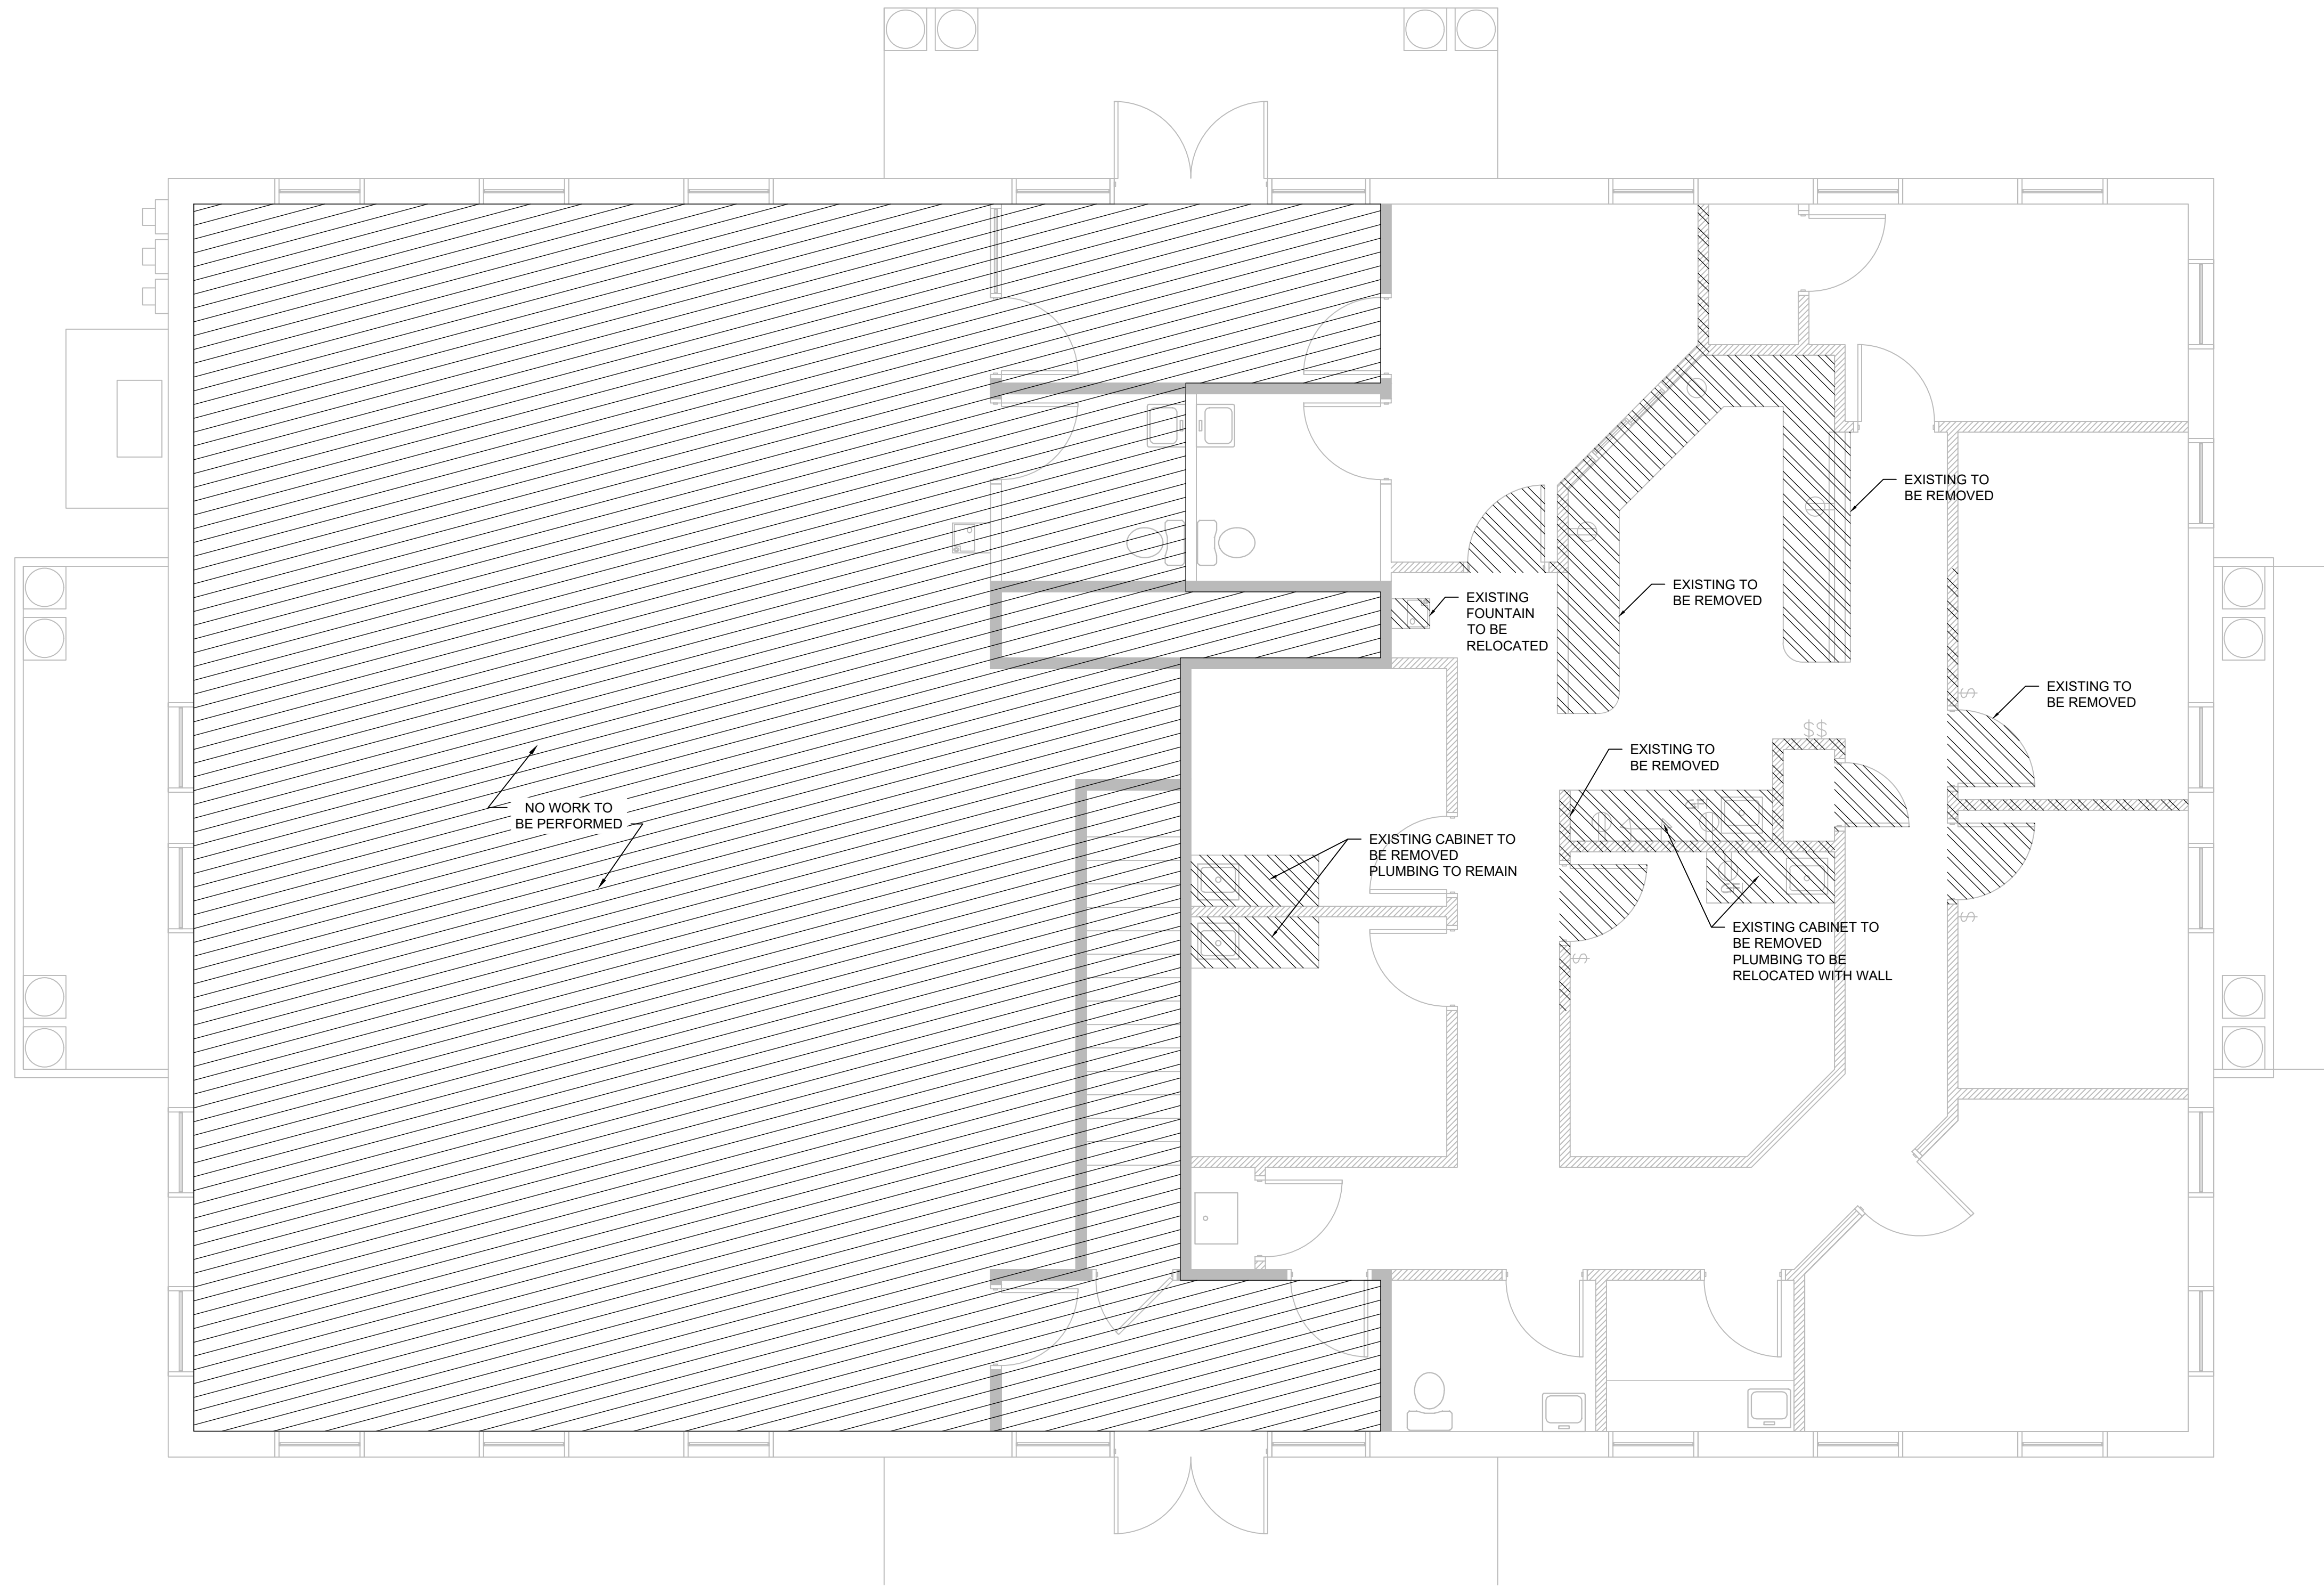 EXISTING TO
BE REMOVED
EXISTING TO
BE REMOVED
EXISTING
FOUNTAIN
TO BE
RELOCATED
$
EXISTING TO
BE REMOVED
$$
EXISTING TO
BE REMOVED
NO WORK TO
BE PERFORMED
GFI
EXISTING CABINET TO
BE REMOVED
PLUMBING TO REMAIN
GFI
$
EXISTING CABINET TO
BE REMOVED
PLUMBING TO BE
RELOCATED WITH WALL
$